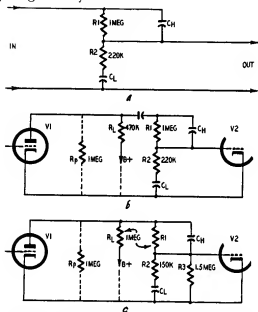 R1
1MEG
CH
IN
R2
220K
OUT
CL
a
V1
RL
470K
R1
1MEG
CH
V2
RP
1MEG
B+
R2
220K
CL
b
V1
RL
1MEG
R1
CH
V2
RP
1MEG
B+
R2
150K
R3
1.5MEG
CL
c